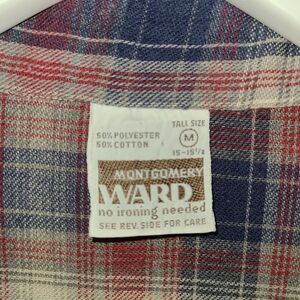 TALL SIZE
50% POLYESTER
50% COTTON
M
15-15½
MONTGOMERY
WARD
no ironing needed
SEE REV. SIDE FOR CARE